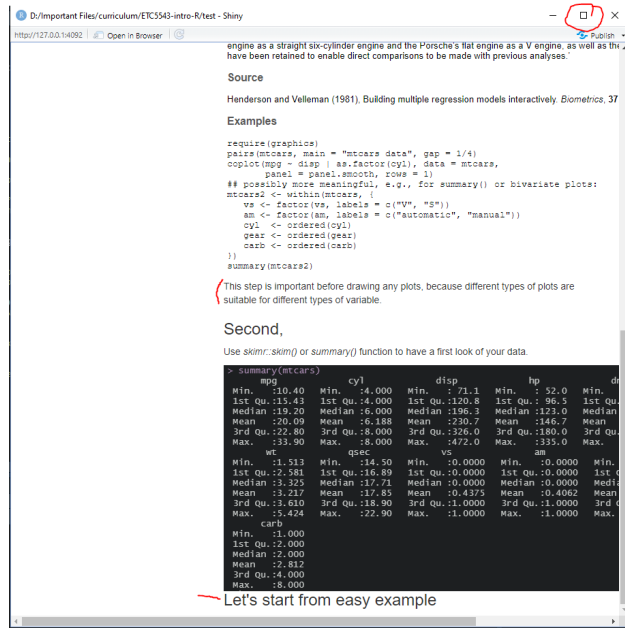 D:/Important Files/curriculum/ETC5543-intro-R/test - Shiny
http://127.0.0.1:4092 Open in Browser Publish
engine as a straight six-cylinder engine and the Porsche's flat engine as a V engine, as well as the
have been retained to enable direct comparisons to be made with previous analyses.'
Source
Henderson and Velleman (1981), Building multiple regression models interactively. Biometrics, 37
Examples
require(graphics)
pairs(mtcars, main = "mtcars data", gap = 1/4)
coplot(mpg ~ disp | as.factor(cyl), data = mtcars,
panel = panel.smooth, rows = 1)
## possibly more meaningful, e.g., for summary() or bivariate plots:
mtcars2 <- within(mtcars, {
vs <- factor(vs, labels = c("V", "S"))
am <- factor(am, labels = c("automatic", "manual"))
cyl <- ordered(cyl)
gear <- ordered(gear)
carb <- ordered(carb)
})
summary(mtcars2)
This step is important before drawing any plots, because different types of plots are
suitable for different types of variable.
Second,
Use skimr::skim() or summary() function to have a first look of your data.
> summary(mtcars)
mpg cyl disp hp dr
Min. :10.40 Min. :4.000 Min. : 71.1 Min. : 52.0 Min.
1st Qu.:15.43 1st Qu.:4.000 1st Qu.:120.8 1st Qu.: 96.5 1st Qu.
Median :19.20 Median :6.000 Median :196.3 Median :123.0 Median
Mean :20.09 Mean :6.188 Mean :230.7 Mean :146.7 Mean
3rd Qu.:22.80 3rd Qu.:8.000 3rd Qu.:326.0 3rd Qu.:180.0 3rd Qu.
Max. :33.90 Max. :8.000 Max. :472.0 Max. :335.0 Max.
wt qsec vs am
Min. :1.513 Min. :14.50 Min. :0.0000 Min. :0.0000 Min.
1st Qu.:2.581 1st Qu.:16.89 1st Qu.:0.0000 1st Qu.:0.0000 1st
Median :3.325 Median :17.71 Median :0.0000 Median :0.0000 Media
Mean :3.217 Mean :17.85 Mean :0.4375 Mean :0.4062 Mean
3rd Qu.:3.610 3rd Qu.:18.90 3rd Qu.:1.0000 3rd Qu.:1.0000 3rd
Max. :5.424 Max. :22.90 Max. :1.0000 Max. :1.0000 Max.
carb
Min. :1.000
1st Qu.:2.000
Median :2.000
Mean :2.812
3rd Qu.:4.000
Max. :8.000
Let's start from easy example